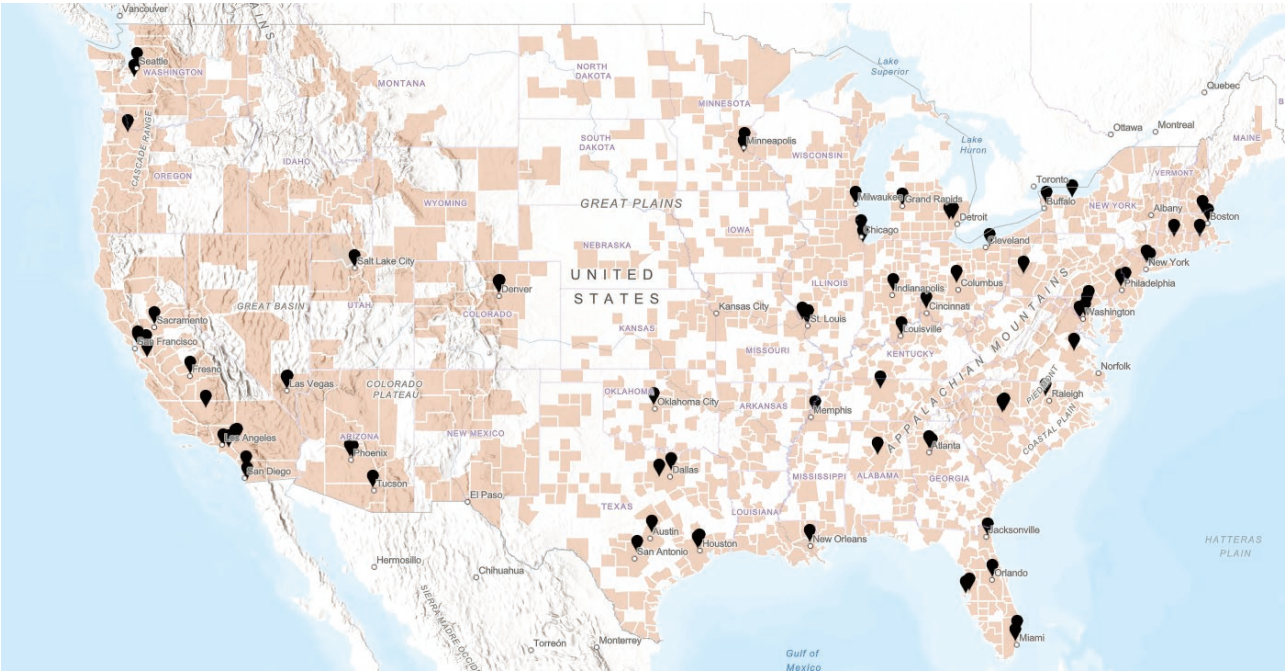 Vancouver
Seattle
WASHINGTON
MONTANA
NORTH
DAKOTA
MINNESOTA
Lake
Superior
Quebec
Ottawa
Montreal
MAINE
CASCADE RANGE
OREGON
IDAHO
SOUTH
DAKOTA
Minneapolis
WISCONSIN
Lake
Huron
Toronto
VERMONT
WYOMING
GREAT PLAINS
Milwaukee
Grand Rapids
Detroit
Buffalo
NEW YORK
Albany
Boston
IOWA
Chicago
Cleveland
Salt Lake City
NEBRASKA
New York
GREAT BASIN
UTAH
Denver
COLORADO
UNITED
STATES
ILLINOIS
Indianapolis
Columbus
Philadelphia
Sacramento
Kansas City
St. Louis
Cincinnati
Washington
San Francisco
KANSAS
MISSOURI
Louisville
KENTUCKY
APPALACHIAN MOUNTAINS
Fresno
Las Vegas
COLORADO
PLATEAU
Norfolk
OKLAHOMA
Oklahoma City
ARKANSAS
Memphis
PIEDMONT
Raleigh
COASTAL PLAIN
Los Angeles
ARIZONA
NEW MEXICO
Phoenix
Atlanta
San Diego
Tucson
Dallas
MISSISSIPPI
ALABAMA
GEORGIA
El Paso
TEXAS
LOUISIANA
Austin
Jacksonville
San Antonio
Houston
New Orleans
HATTERAS
PLAIN
Hermosillo
Chihuahua
Orlando
SIERRA MADRE OCCI
Torreón
Monterrey
Miami
Gulf of
Mexico